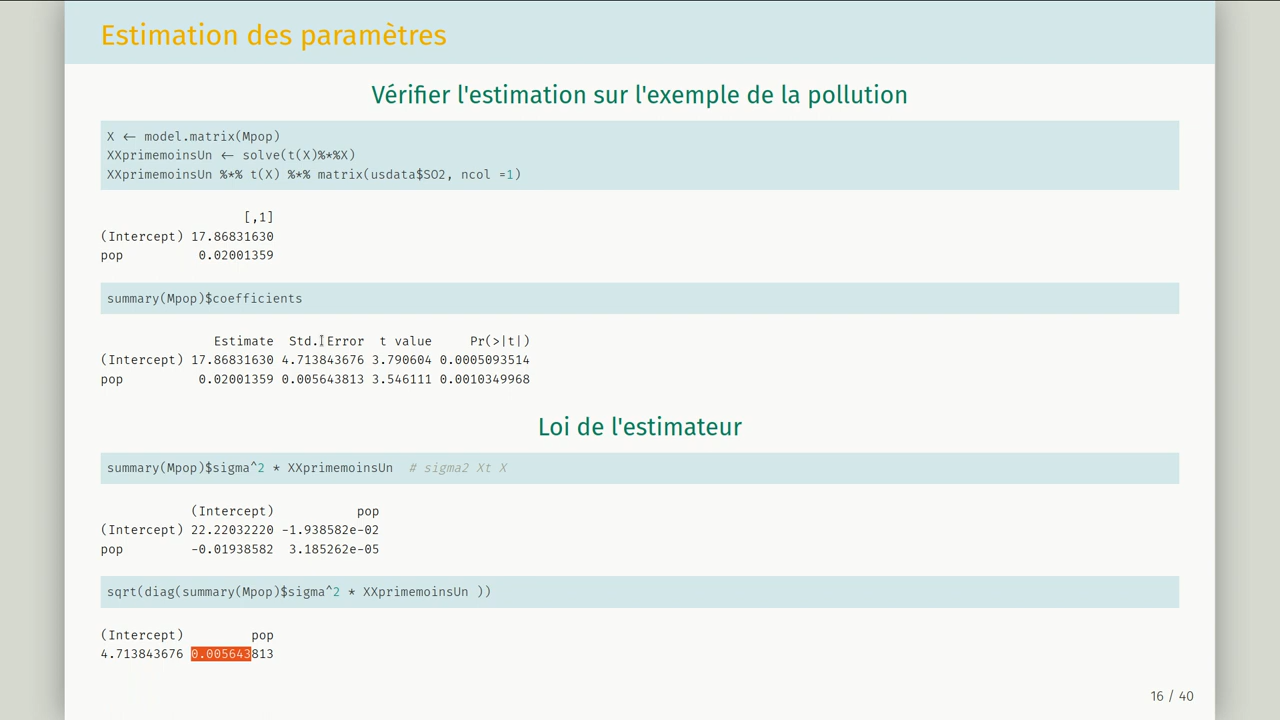 Estimation des paramètres
Vérifier l'estimation sur l'exemple de la pollution
X ← model.matrix(Mpop)
XXprimemoinsUn ← solve(t(X)%*%X)
XXprimemoinsUn %*% t(X) %*% matrix(usdata$SO2, ncol =1)
[,1]
(Intercept) 17.86831630
pop 0.02001359
summary(Mpop)$coefficients
Estimate Std. Error t value Pr(>|t|)
(Intercept) 17.86831630 4.713843676 3.790604 0.0005093514
pop 0.02001359 0.005643813 3.546111 0.0010349968
Loi de l'estimateur
summary(Mpop)$sigma^2 * XXprimemoinsUn # sigma2 Xt X
(Intercept) pop
(Intercept) 22.22032220 -1.938582e-02
pop -0.01938582 3.185262e-05
sqrt(diag(summary(Mpop)$sigma^2 * XXprimemoinsUn ))
(Intercept) pop
4.713843676 0.005643813
16 / 40